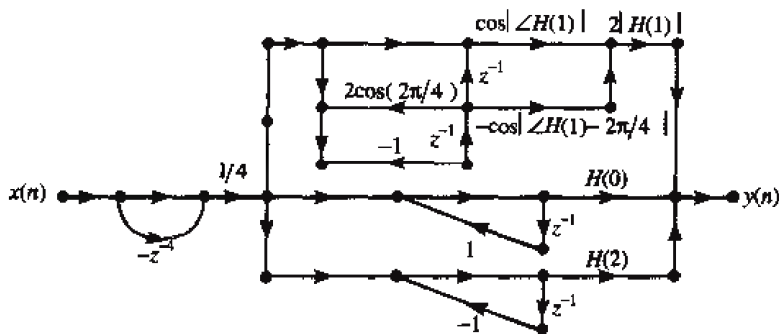 cos| ∠H(1) | 2| H(1) |
z⁻¹
2cos( 2π/4 )
z⁻¹
-cos| ∠H(1)- 2π/4 |
-1
x(n)
1/4
H(0)
y(n)
-z⁻⁴
1
z⁻¹
H(2)
-1
z⁻¹